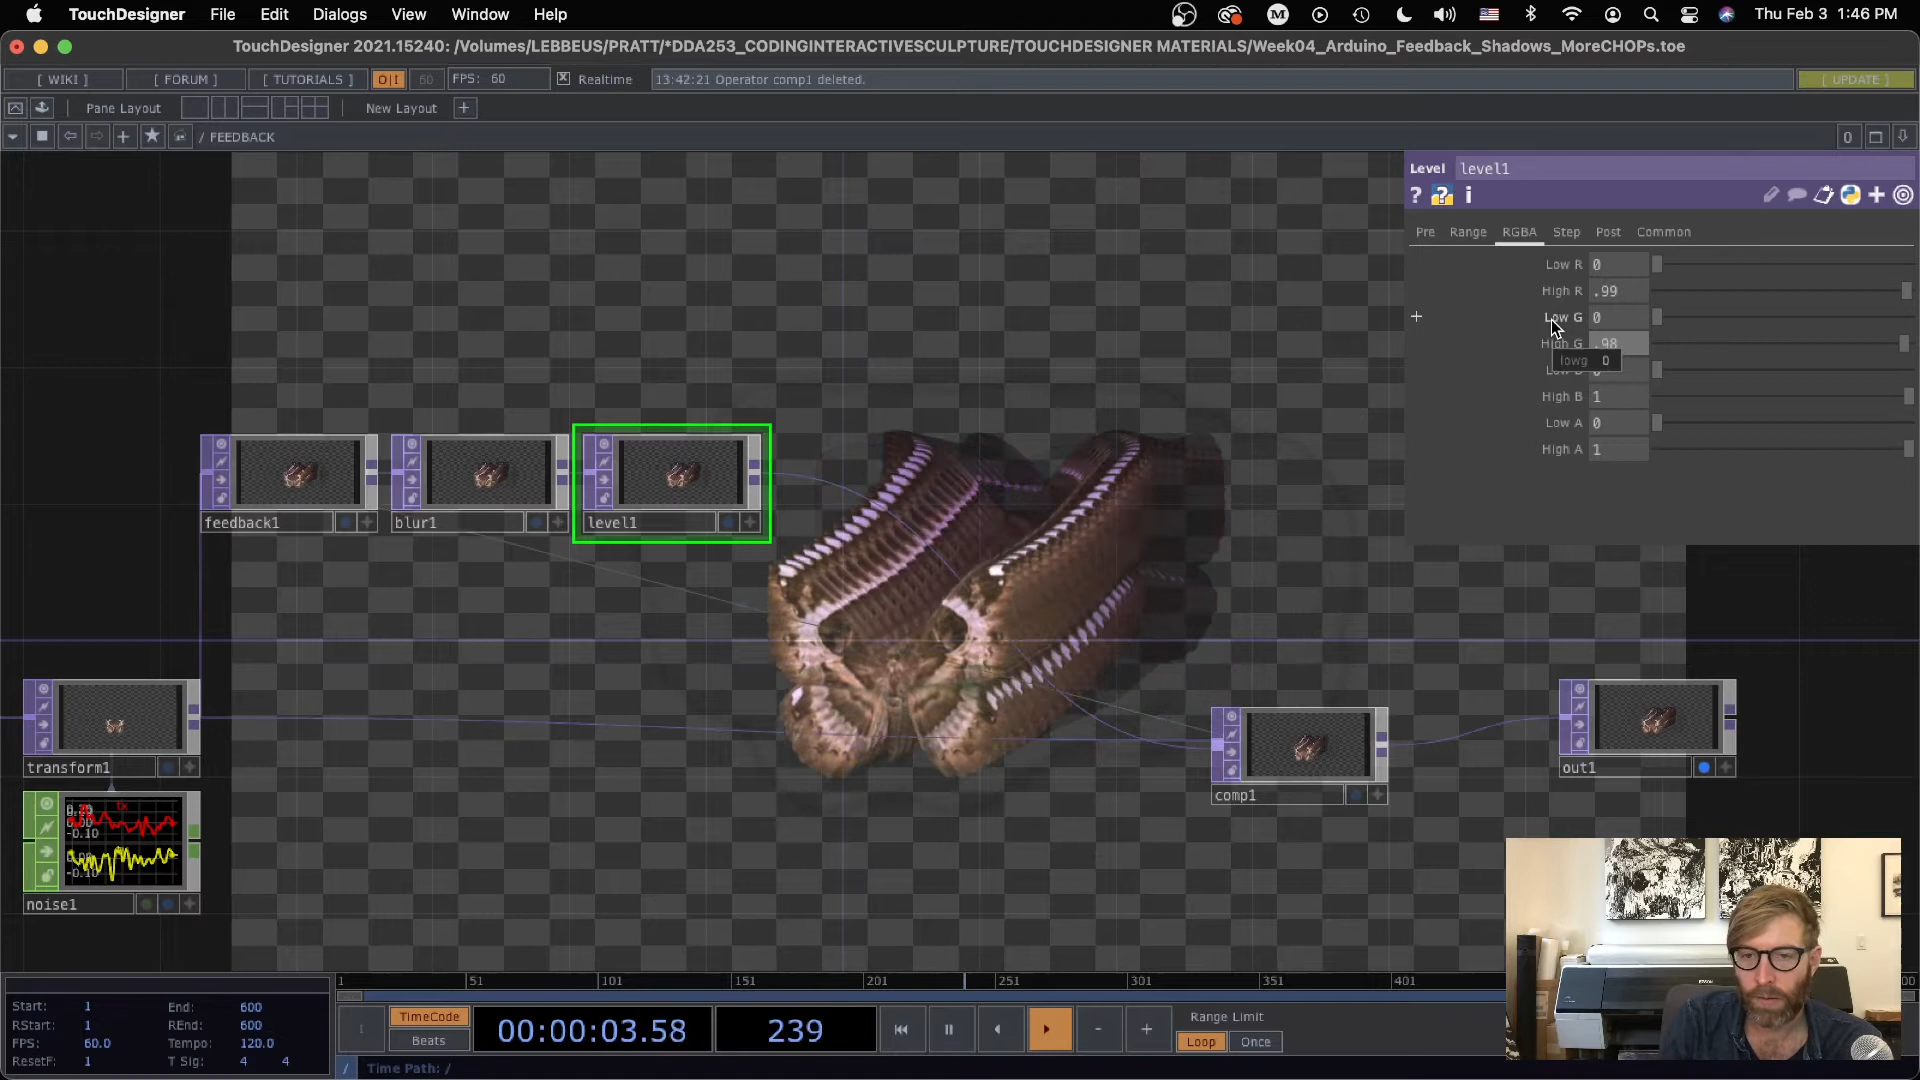 TouchDesigner File Edit Dialogs View Window Help Thu Feb 3 1:46 PM
TouchDesigner 2021.15240: /Volumes/LEBBEUS/PRATT/*DDA253_CODINGINTERACTIVESCULPTURE/TOUCHDESIGNER MATERIALS/Week04_Arduino_Feedback_Shadows_MoreCHOPs.toe
[ WIKI ] [ FORUM ] [ TUTORIALS ] O|I 60 FPS: 60 Realtime 13:42:21 Operator comp1 deleted. [ UPDATE ]
Pane Layout New Layout +
/ FEEDBACK 0
Level level1
? ? i
Pre Range RGBA Step Post Common
Low R 0
High R .99
Low G 0
High G .98
lowg 0
High B 1
Low A 0
High A 1
feedback1
blur1
level1
transform1
noise1
comp1
out1
1 51 101 151 201 251 301 351 401
Start: 1 End: 600
RStart: 1 REnd: 600
FPS: 60.0 Tempo: 120.0
ResetF: 1 T Sig: 4 4
TimeCode
Beats
00:00:03.58
239
Range Limit
Loop Once
/ Time Path: /